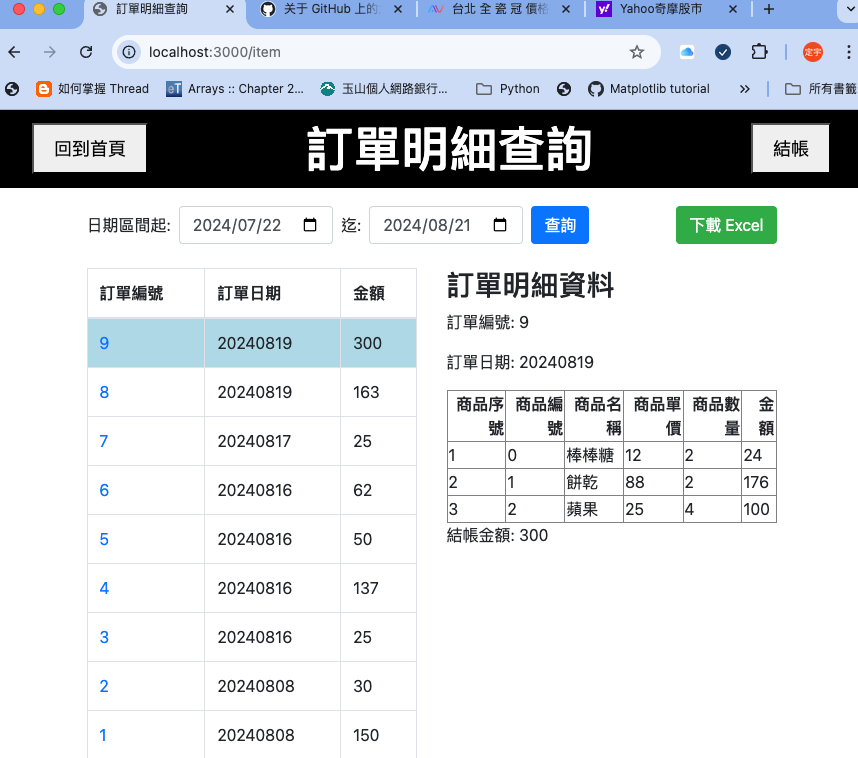 訂單明細查詢
关于 GitHub 上的
台北 全 瓷 冠 價格
Yahoo奇摩股市
localhost:3000/item
定宇
如何掌握 Thread
Arrays :: Chapter 2...
玉山個人網路銀行...
Python
Matplotlib tutorial
»
所有書籤
回到首頁
訂單明細查詢
結帳
日期區間起: 2024/07/22 迄: 2024/08/21 查詢 下載 Excel
訂單編號 訂單日期 金額
9 20240819 300
8 20240819 163
7 20240817 25
6 20240816 62
5 20240816 50
4 20240816 137
3 20240816 25
2 20240808 30
1 20240808 150
訂單明細資料
訂單編號: 9
訂單日期: 20240819
商品序號 商品編號 商品名稱 商品單價 商品數量 金額
1 0 棒棒糖 12 2 24
2 1 餅乾 88 2 176
3 2 蘋果 25 4 100
結帳金額: 300